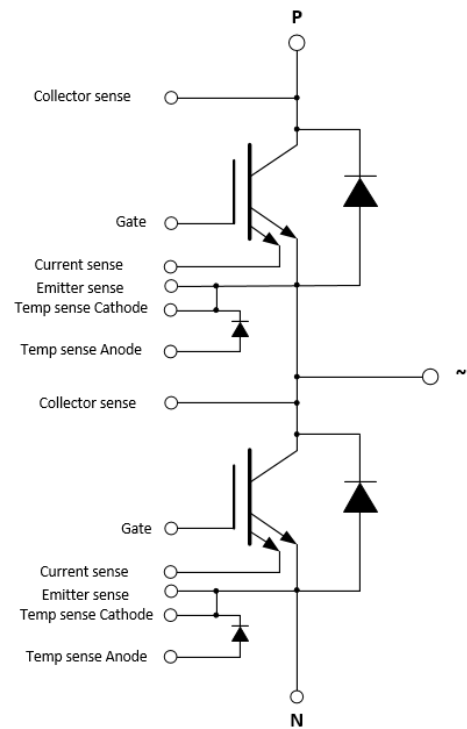 P
Collector sense
Gate
Current sense
Emitter sense
Temp sense Cathode
Temp sense Anode
~
Collector sense
Gate
Current sense
Emitter sense
Temp sense Cathode
Temp sense Anode
N